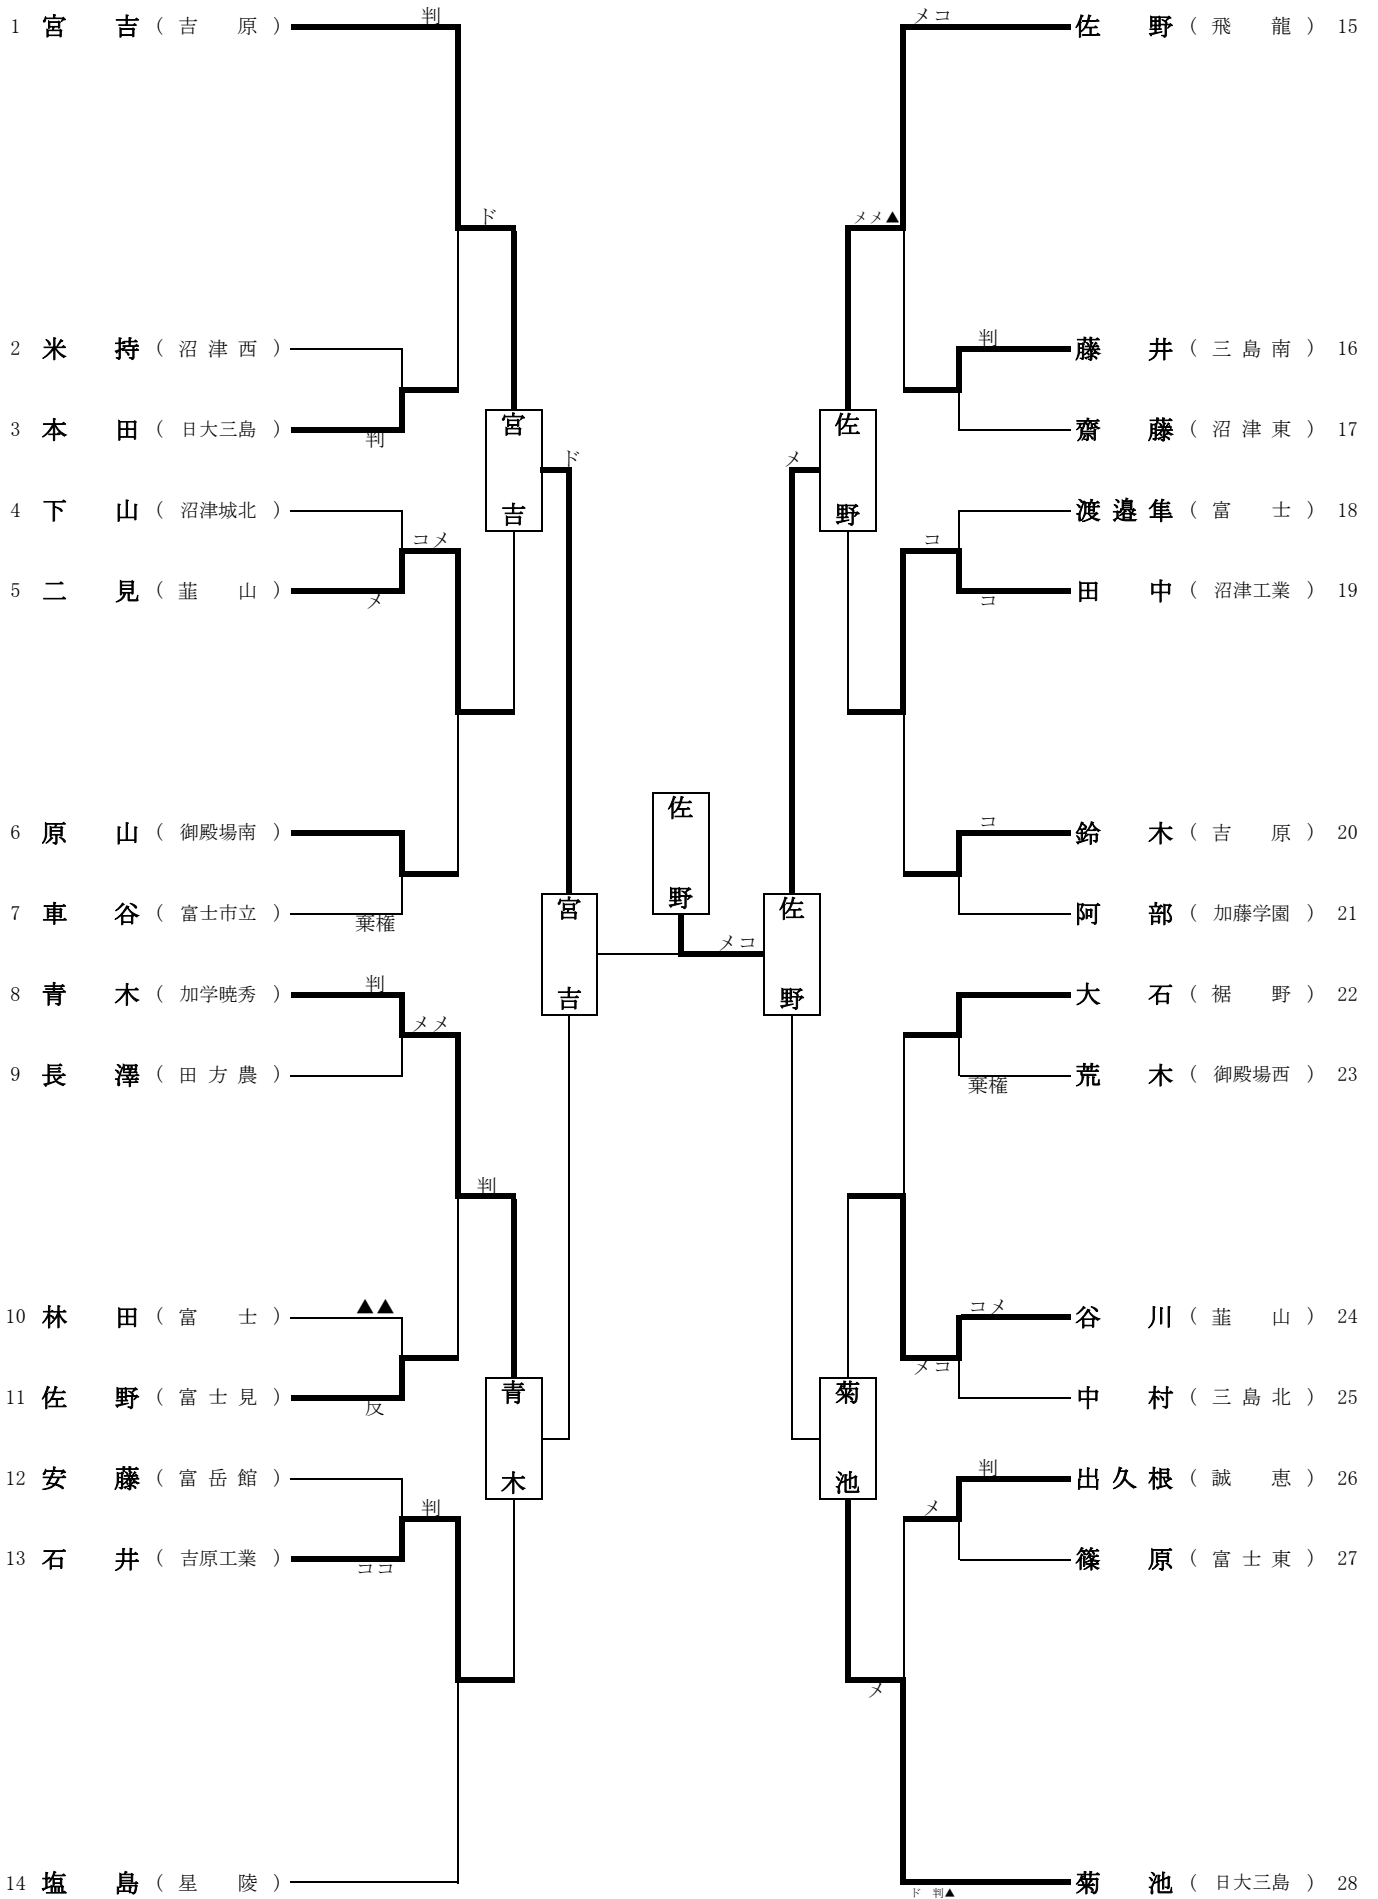 1 宮 吉 ( 吉 原 ) 判 メコ 佐 野 ( 飛 龍 ) 15
ド メメ▲
2 米 持 ( 沼 津 西 ) 判 藤 井 ( 三 島 南 ) 16
3 本 田 ( 日大三島 ) 判 宮 吉 佐 野 齋 藤 ( 沼 津 東 ) 17
ド メ
4 下 山 ( 沼津城北 ) 渡 邉 隼 ( 富 士 ) 18
コメ コ
5 二 見 ( 韮 山 ) メ コ 田 中 ( 沼津工業 ) 19
佐 野
6 原 山 ( 御殿場南 ) コ 鈴 木 ( 吉 原 ) 20
7 車 谷 ( 富士市立 ) 棄権 宮 吉 メコ 佐 野 阿 部 ( 加藤学園 ) 21
8 青 木 ( 加学暁秀 ) 判 大 石 ( 裾 野 ) 22
メメ
9 長 澤 ( 田 方 農 ) 棄権 荒 木 ( 御殿場西 ) 23
判
10 林 田 ( 富 士 ) ▲▲ コメ 谷 川 ( 韮 山 ) 24
メコ
11 佐 野 ( 富 士 見 ) 反 青 木 菊 池 中 村 ( 三 島 北 ) 25
12 安 藤 ( 富 岳 館 ) 判 出 久 根 ( 誠 恵 ) 26
判 メ
13 石 井 ( 吉原工業 ) ココ 篠 原 ( 富 士 東 ) 27
メ
14 塩 島 ( 星 陵 ) ド 判▲ 菊 池 ( 日大三島 ) 28